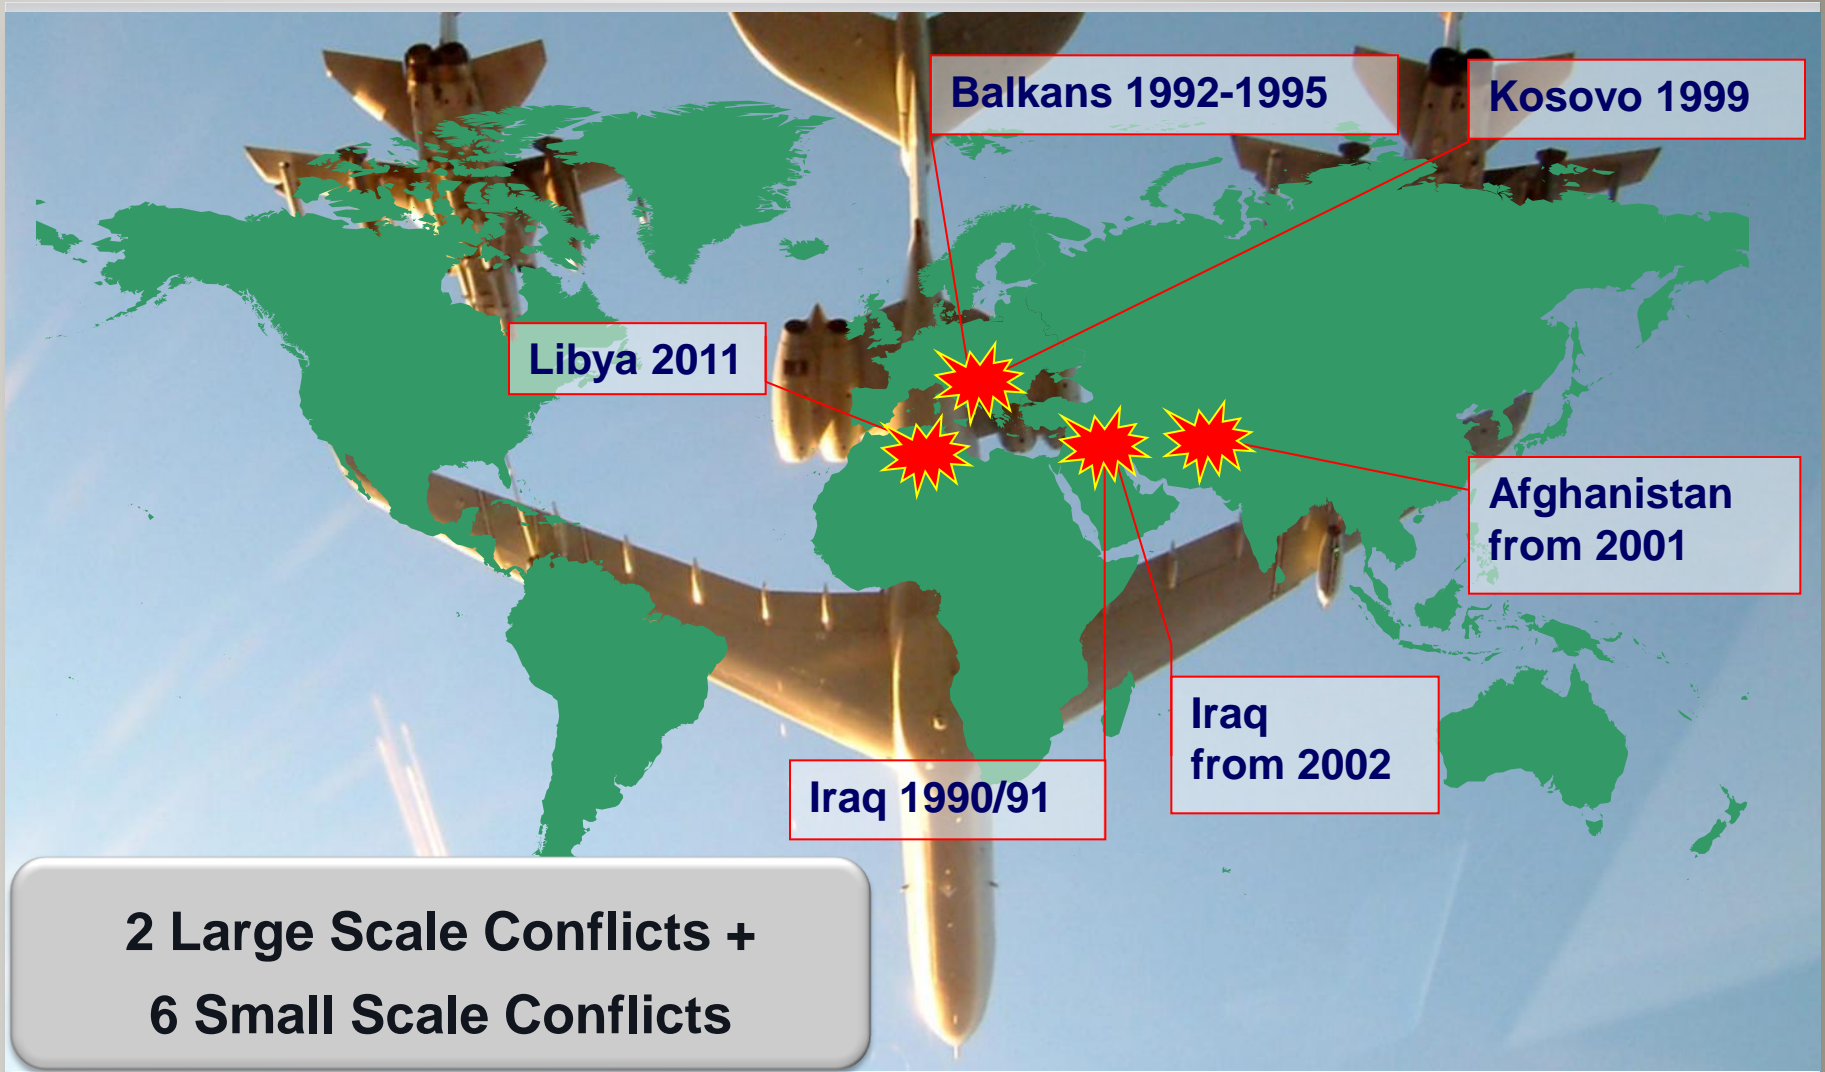 Balkans 1992-1995
Kosovo 1999
Libya 2011
Afghanistan
from 2001
Iraq
from 2002
Iraq 1990/91
2 Large Scale Conflicts +
6 Small Scale Conflicts